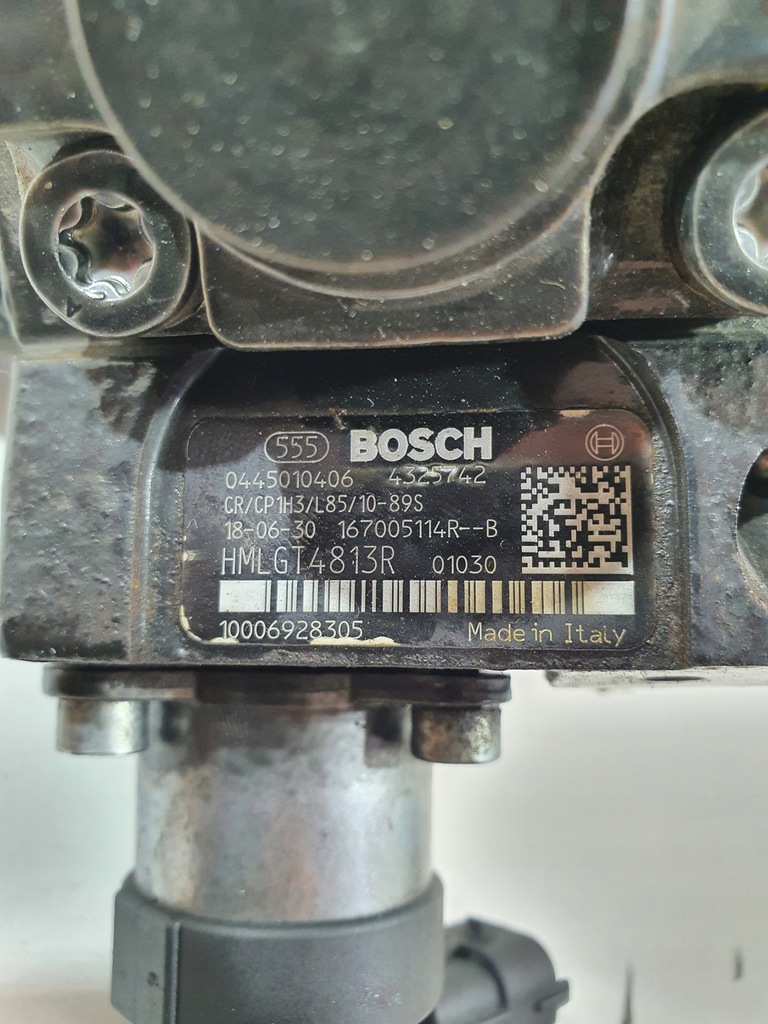 555 BOSCH
0445010406 4325742
CR/CP1H3/L85/10-89S
18-06-30 167005114R--B
HMLGT4813R 01030
10006928305 Made in Italy